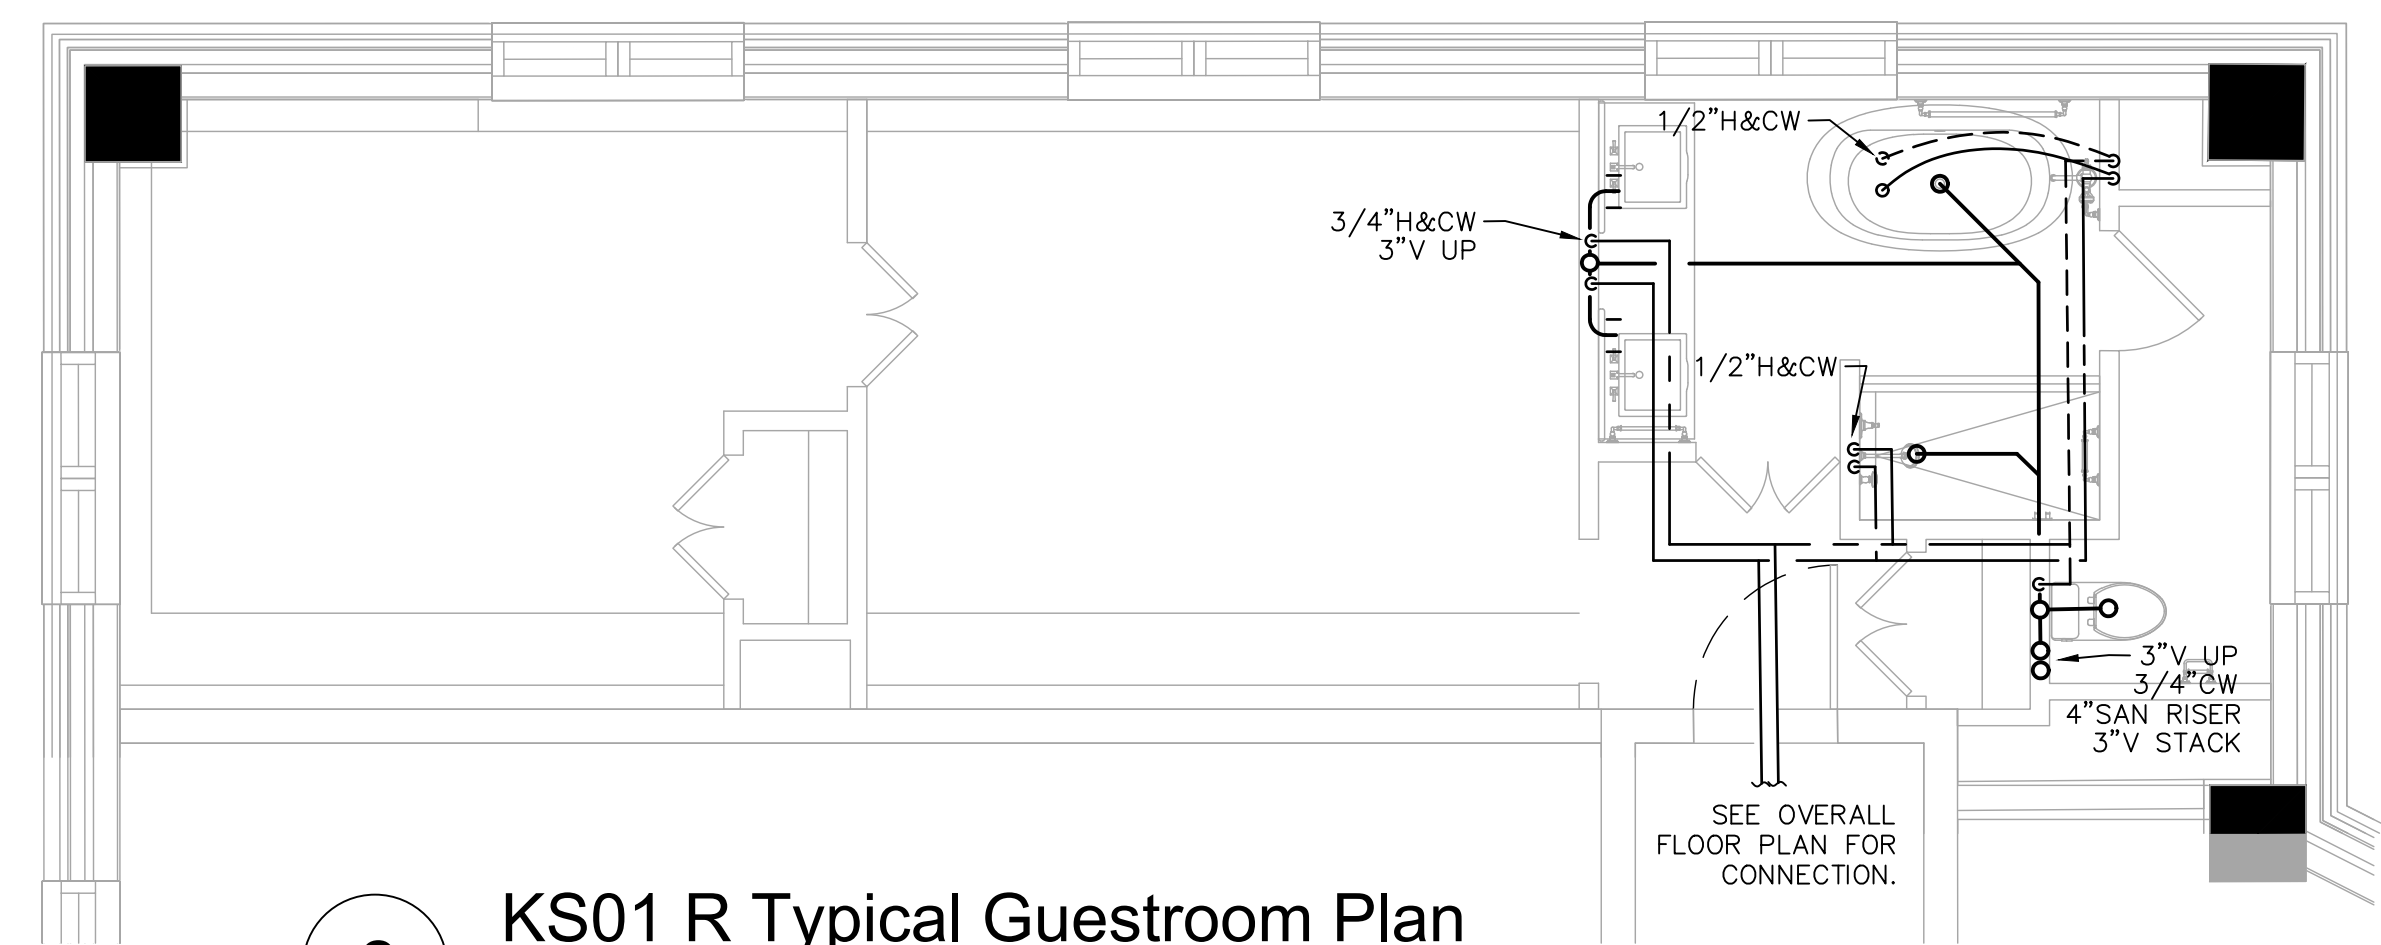 1/2"H&CW
3/4"H&CW
3"V UP
1/2"H&CW
3"V UP
3/4"CW
4"SAN RISER
3"V STACK
SEE OVERALL
FLOOR PLAN FOR
CONNECTION.
KS01 R Typical Guestroom Plan